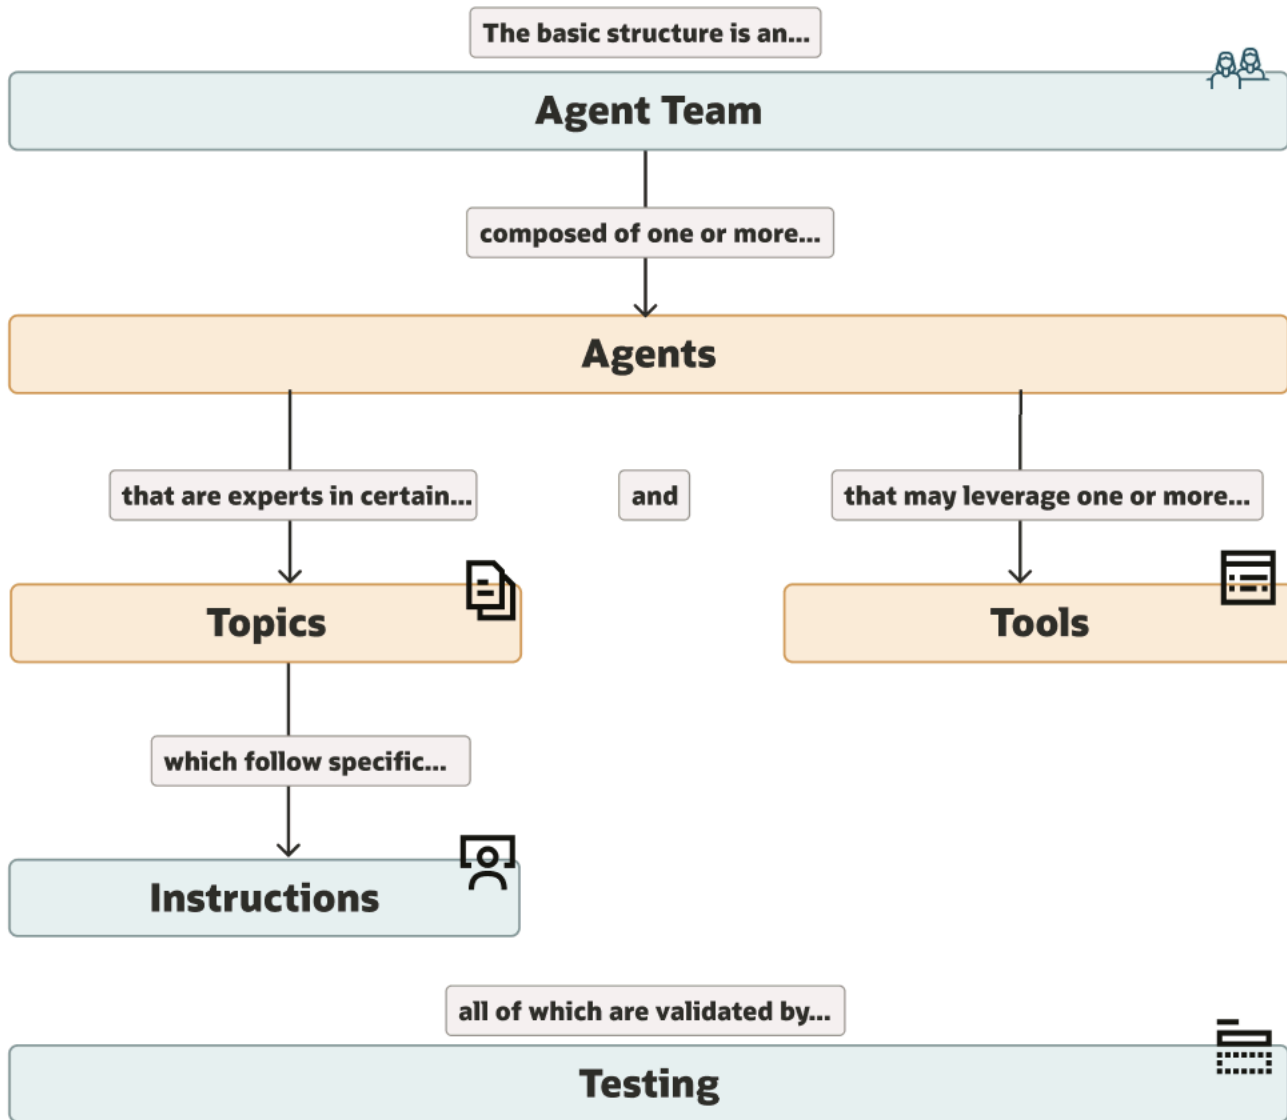 The basic structure is an...
Agent Team
composed of one or more...
Agents
that are experts in certain...
and
that may leverage one or more...
Topics
Tools
which follow specific...
Instructions
all of which are validated by...
Testing